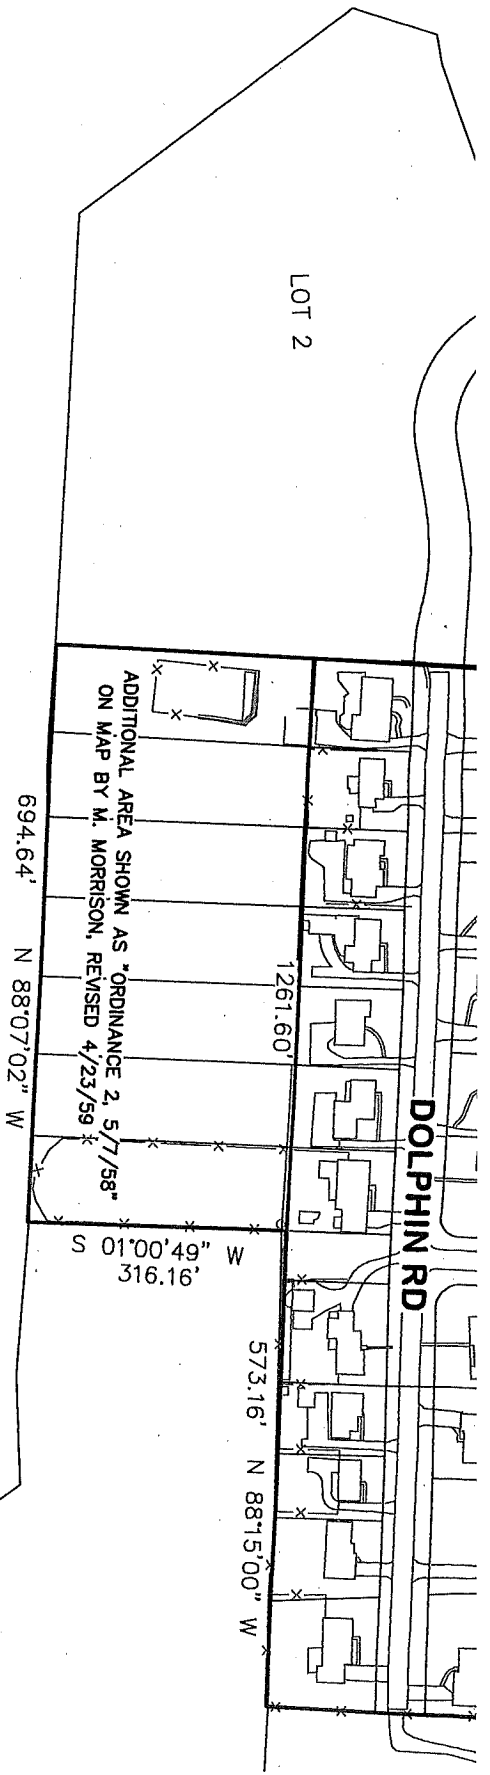 LOT 2
ADDITIONAL AREA SHOWN AS "ORDINANCE 2, 5/7/58"
ON MAP BY M. MORRISON, REVISED 4/23/59
694.64' N 88°07'02" W
1261.60'
DOLPHIN RD
S 01°00'49" W
316.16'
573.16' N 88°15'00" W